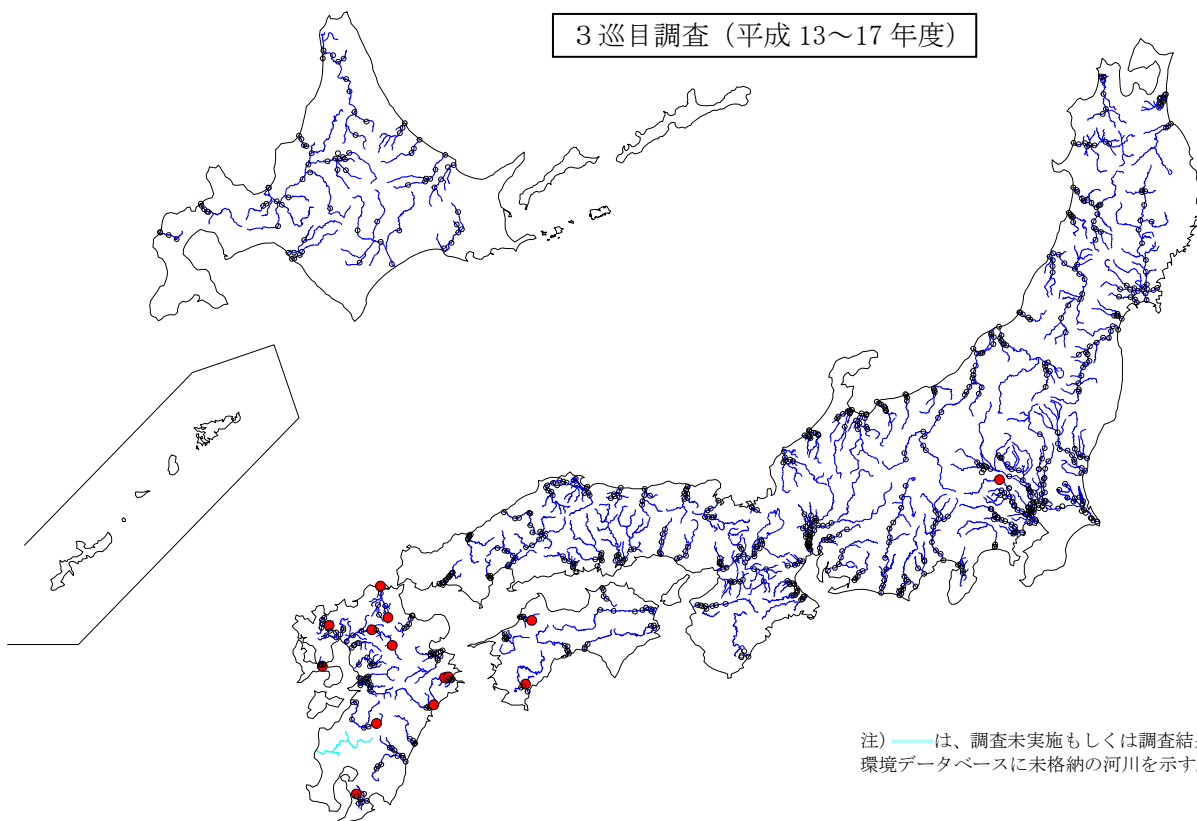 3巡目調査（平成 13～17 年度）
注）――は、調査未実施もしくは調査結
環境データベースに未格納の河川を示す